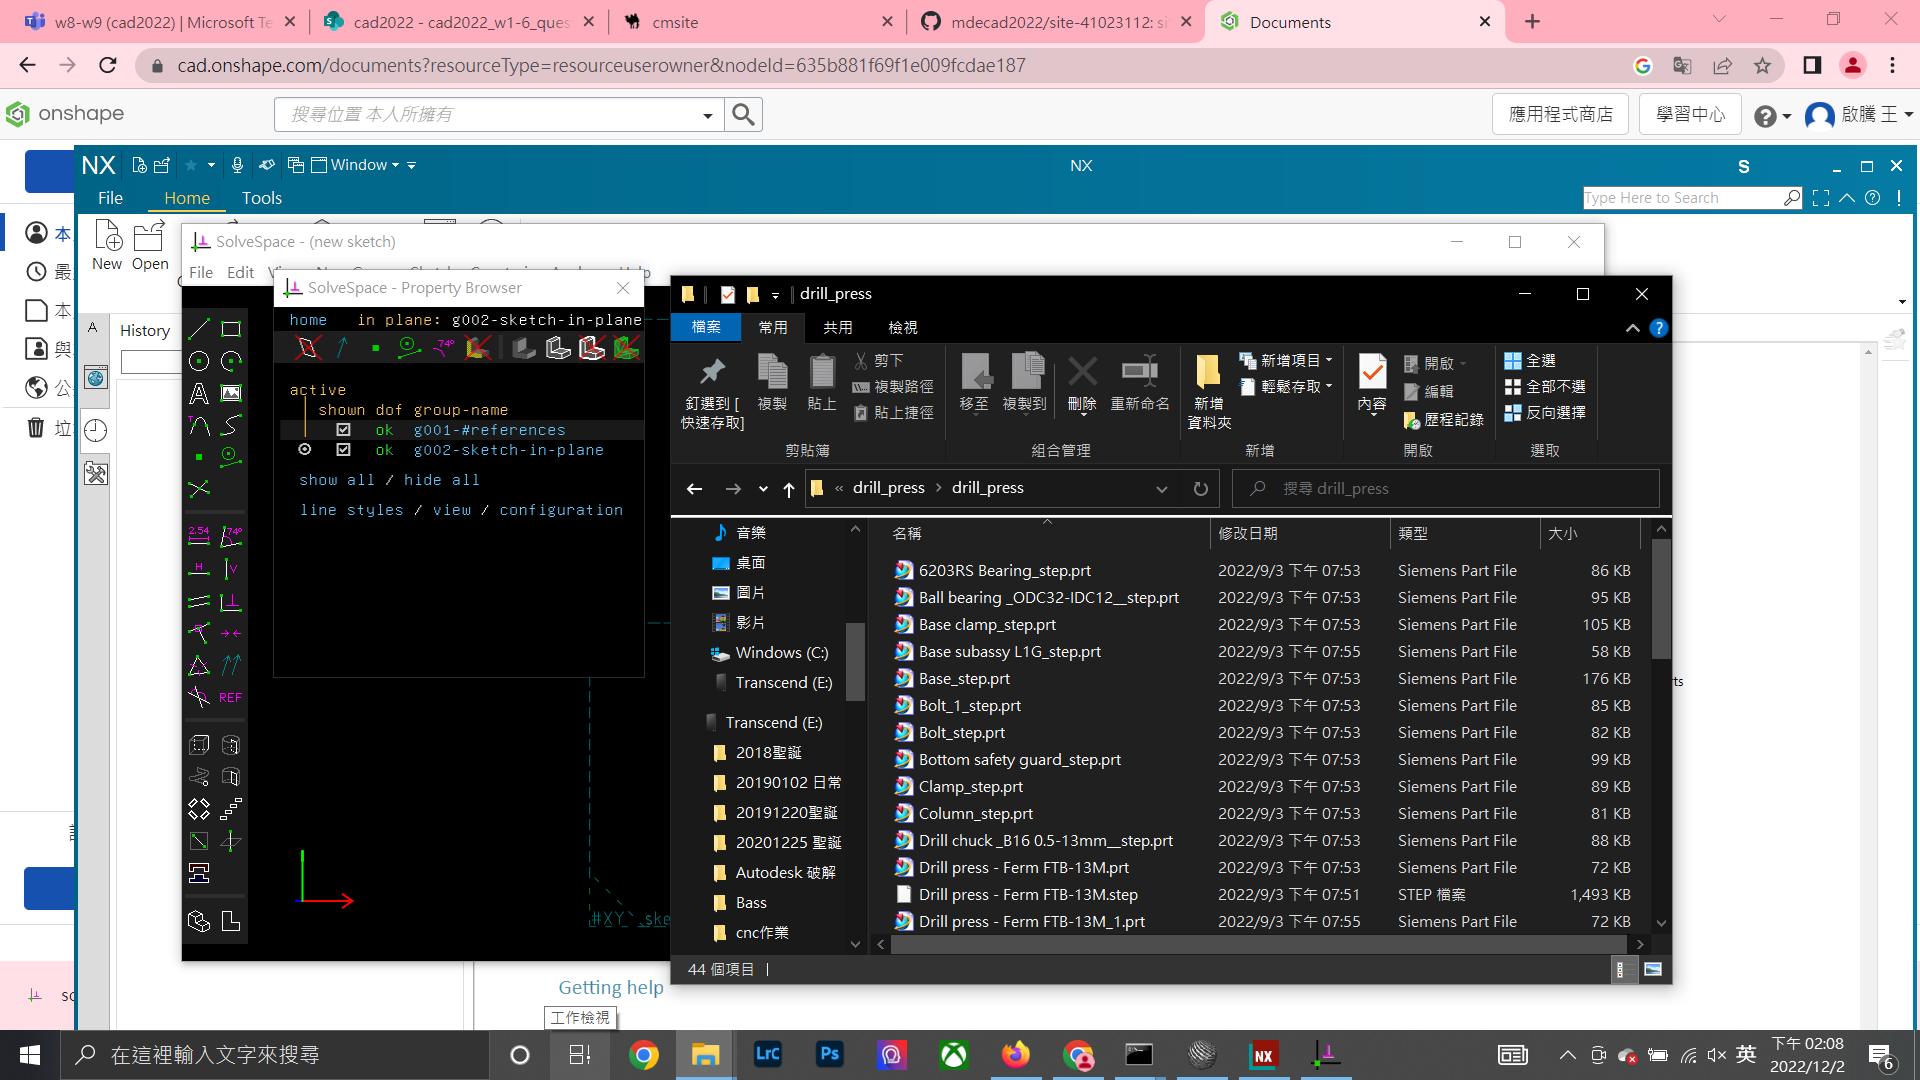 w8-w9 (cad2022) | Microsoft Te
cad2022 - cad2022_w1-6_ques
cmsite
mdecad2022/site-41023112: si
Documents
cad.onshape.com/documents?resourceType=resourceuserowner&nodeId=635b881f69f1e009fcdae187
onshape
搜尋位置 本人所擁有
應用程式商店
學習中心
啟騰 王
NX
Window
NX
S
File
Home
Tools
Type Here to Search
New
Open
本
最
本
與
公
垃
A
History
SolveSpace - (new sketch)
File
Edit
SolveSpace - Property Browser
home
in plane: g002-sketch-in-plane
active
shown dof group-name
ok g001-#references
ok g002-sketch-in-plane
show all / hide all
line styles / view / configuration
2.54
74°
H
V
REF
#XY
drill_press
檔案
常用
共用
檢視
釘選到 [
快速存取]
複製
貼上
剪下
複製路徑
貼上捷徑
剪貼簿
移至
複製到
刪除
重新命名
組合管理
新增
資料夾
新增項目
輕鬆存取
新增
內容
開啟
編輯
歷程記錄
開啟
全選
全部不選
反向選擇
選取
« drill_press › drill_press
搜尋 drill_press
音樂
桌面
圖片
影片
Windows (C:)
Transcend (E:)
Transcend (E:)
2018聖誕
20190102 日常
20191220聖誕
20201225 聖誕
Autodesk 破解
Bass
cnc作業
名稱 修改日期 類型 大小
6203RS Bearing_step.prt 2022/9/3 下午 07:53 Siemens Part File 86 KB
Ball bearing _ODC32-IDC12__step.prt 2022/9/3 下午 07:53 Siemens Part File 95 KB
Base clamp_step.prt 2022/9/3 下午 07:53 Siemens Part File 105 KB
Base subassy L1G_step.prt 2022/9/3 下午 07:55 Siemens Part File 58 KB
Base_step.prt 2022/9/3 下午 07:53 Siemens Part File 176 KB
Bolt_1_step.prt 2022/9/3 下午 07:53 Siemens Part File 85 KB
Bolt_step.prt 2022/9/3 下午 07:53 Siemens Part File 82 KB
Bottom safety guard_step.prt 2022/9/3 下午 07:53 Siemens Part File 99 KB
Clamp_step.prt 2022/9/3 下午 07:53 Siemens Part File 89 KB
Column_step.prt 2022/9/3 下午 07:53 Siemens Part File 81 KB
Drill chuck _B16 0.5-13mm__step.prt 2022/9/3 下午 07:53 Siemens Part File 88 KB
Drill press - Ferm FTB-13M.prt 2022/9/3 下午 07:53 Siemens Part File 72 KB
Drill press - Ferm FTB-13M.step 2022/9/3 下午 07:51 STEP 檔案 1,493 KB
Drill press - Ferm FTB-13M_1.prt 2022/9/3 下午 07:55 Siemens Part File 72 KB
44 個項目
Getting help
工作檢視
在這裡輸入文字來搜尋
LrC
Ps
NX
英
下午 02:08
2022/12/2
6